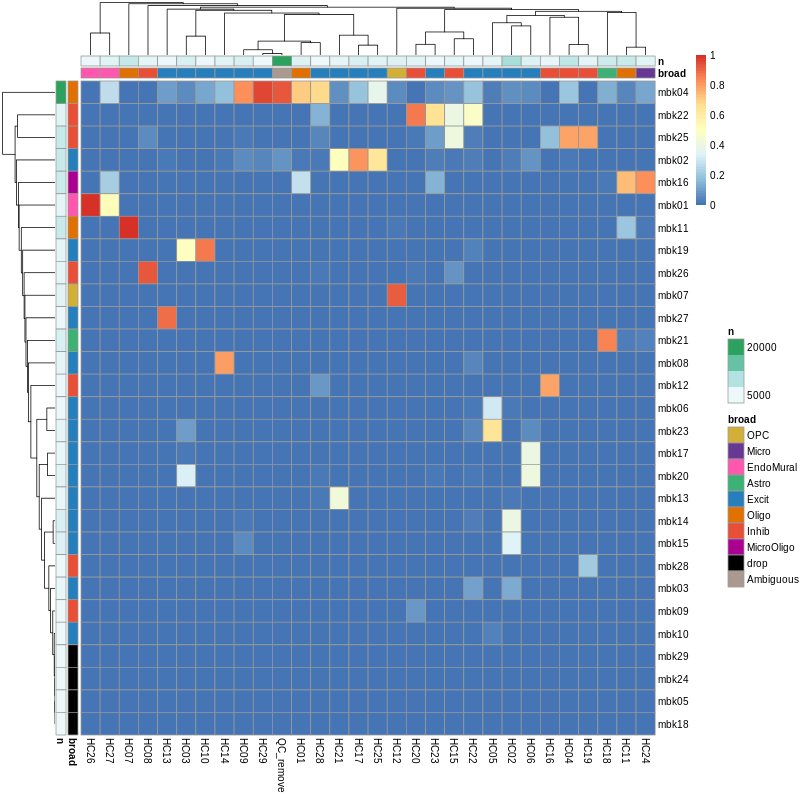 n
broad
1
0.8
0.6
0.4
0.2
0
mbk04
mbk22
mbk25
mbk02
mbk16
mbk01
mbk11
mbk19
mbk26
mbk07
mbk27
mbk21
mbk08
mbk12
mbk06
mbk23
mbk17
mbk20
mbk13
mbk14
mbk15
mbk28
mbk03
mbk09
mbk10
mbk29
mbk24
mbk05
mbk18
n
20000
5000
broad
OPC
Micro
EndoMural
Astro
Excit
Oligo
Inhib
MicroOligo
drop
Ambiguous
n
broad
HC26
HC27
HC07
HC08
HC13
HC03
HC10
HC14
HC09
HC29
QC_remove
HC01
HC28
HC21
HC17
HC25
HC12
HC20
HC23
HC15
HC22
HC05
HC02
HC06
HC16
HC04
HC19
HC18
HC11
HC24